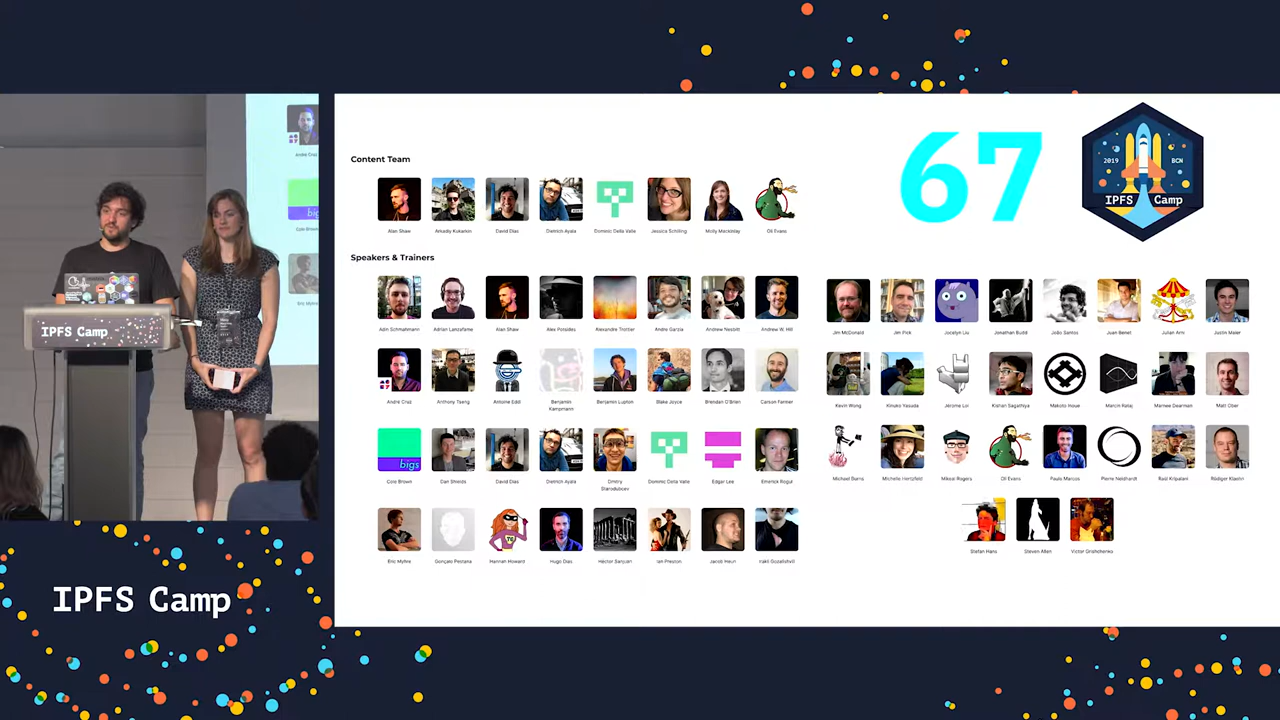 67
2019 BCN
IPFS Camp
Content Team
Alan Shaw
Arkadiy Kukarkin
David Dias
Dietrich Ayala
Dominic Della Valle
Jessica Schilling
Molly Mackinlay
Oli Evans
Speakers & Trainers
Adin Schmahmann
Adrian Lanzafame
Alan Shaw
Alex Potsides
Alexandre Trottier
Andre Garzia
Andrew Nesbitt
Andrew W. Hill
André Cruz
Anthony Tseng
Antoine Eddi
Benjamin
Kampmann
Benjamin Lupton
Blake Joyce
Brendan O'Brien
Carson Farmer
bigs
Cole Brown
Dan Shields
David Dias
Dietrich Ayala
Dmitry
Starodubcev
Dominic Della Valle
Edgar Lee
Emerick Rogul
Eric Myhre
Gonçalo Pestana
Hannah Howard
Hugo Dias
Héctor Sanjuan
Ian Preston
Jacob Heun
Irakli Gozalishvili
Jim McDonald
Jim Pick
Jocelyn Liu
Jonathan Budd
João Santos
Juan Benet
Julian Arni
Justin Maier
Kevin Wong
Kinuko Yasuda
Kishan Sagathiya
Makoto Inoue
Marcin Rataj
Marnee Dearman
Matt Ober
Michael Burns
Michelle Hertzfeld
Mikeal Rogers
Oli Evans
Paulo Marcos
Pierre Neidhardt
Raúl Kripalani
Rüdiger Klaehn
Stefan Hans
Steven Allen
Victor Grishchenko
IPFS Camp
IPFS Camp